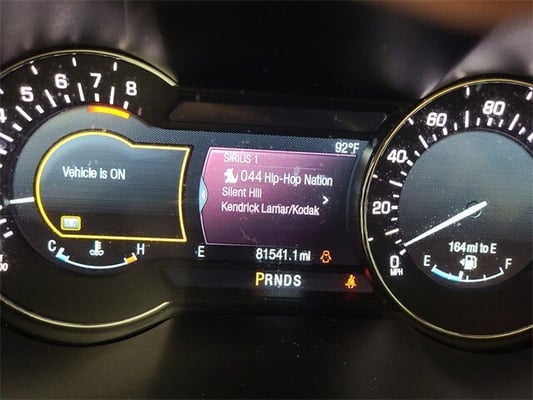 5 6 7 8
Vehicle is ON
OK
C H
92°F
SIRIUS 1
044 Hip-Hop Nation
Silent Hill
Kendrick Lamar/Kodak
E 81541.1 mi
PRNDS
0 20 40 60 80
MPH
164 mi to E
E F